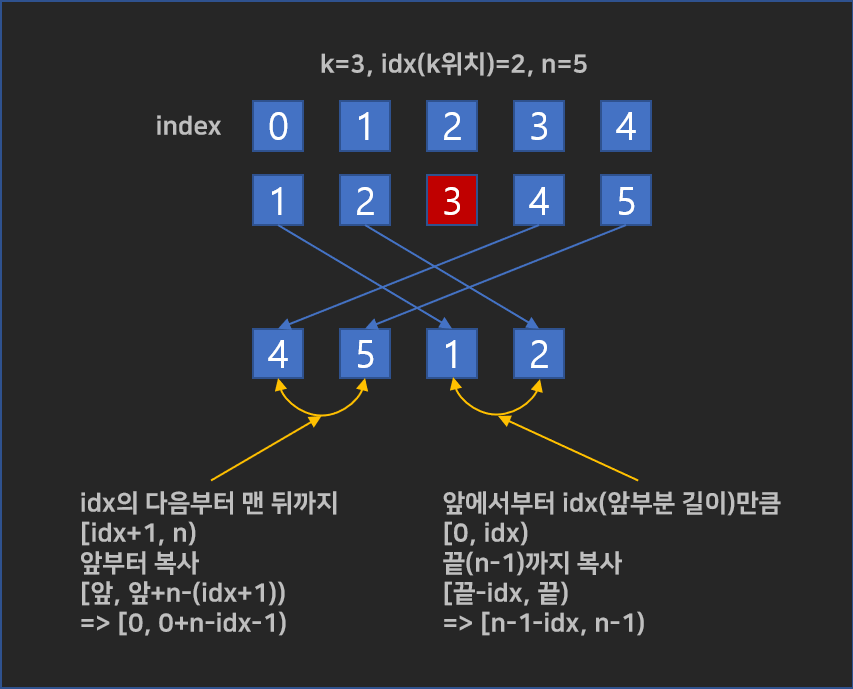 k=3, idx(k위치)=2, n=5
index 0 1 2 3 4
1 2 3 4 5
4 5 1 2
idx의 다음부터 맨 뒤까지
[idx+1, n)
앞부터 복사
[앞, 앞+n-(idx+1))
=> [0, 0+n-idx-1)
앞에서부터 idx(앞부분 길이)만큼
[0, idx)
끝(n-1)까지 복사
[끝-idx, 끝)
=> [n-1-idx, n-1)